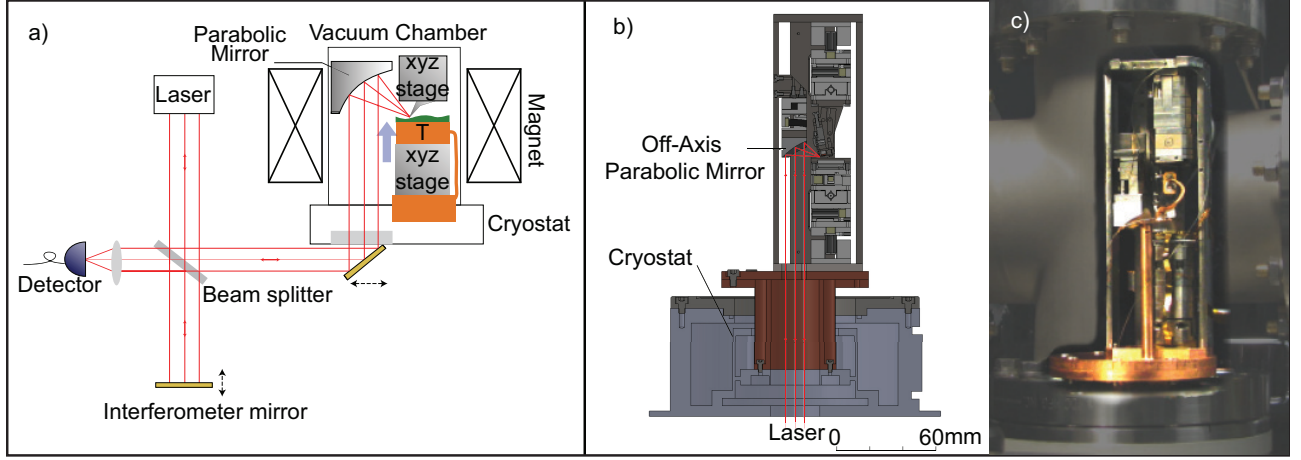 a)
Parabolic
Mirror
Vacuum Chamber
xyz
stage
Laser
Magnet
T
xyz
stage
Cryostat
Detector
Beam splitter
Interferometer mirror
b)
Off-Axis
Parabolic Mirror
Cryostat
Laser
0
60mm
c)